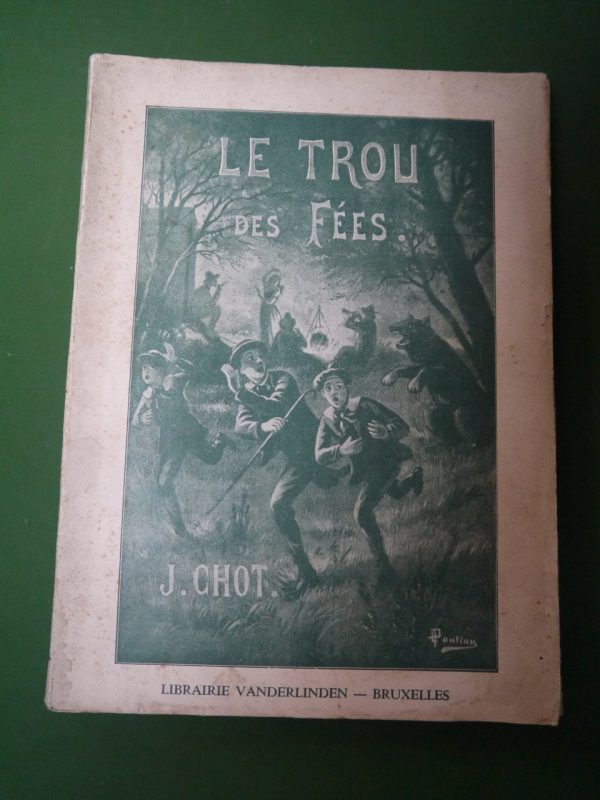 LE TROU
DES FÉES.
J. CHOT.
LIBRAIRIE VANDERLINDEN — BRUXELLES